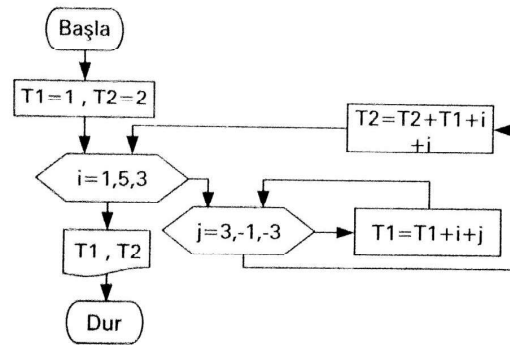 Başla
T1=1 , T2=2
T2=T2+T1+i
+i
i=1,5,3
j=3,-1,-3
T1=T1+i+j
T1 , T2
Dur